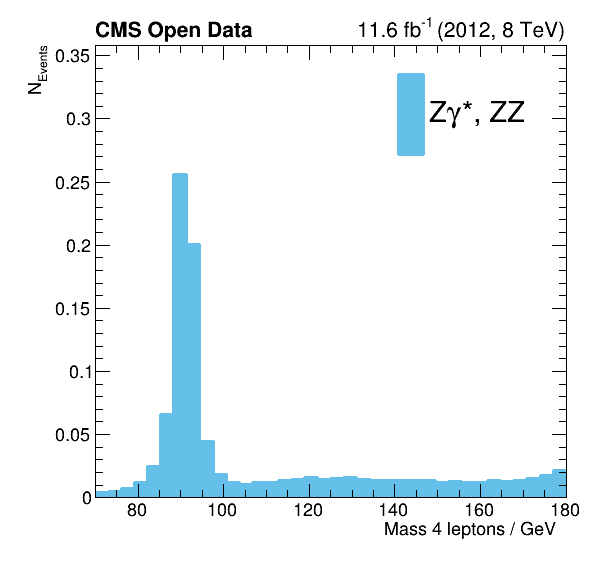 CMS Open Data 11.6 fb⁻¹ (2012, 8 TeV)
N_Events
0.35
0.3
0.25
0.2
0.15
0.1
0.05
0
Zγ*, ZZ
80 100 120 140 160 180
Mass 4 leptons / GeV